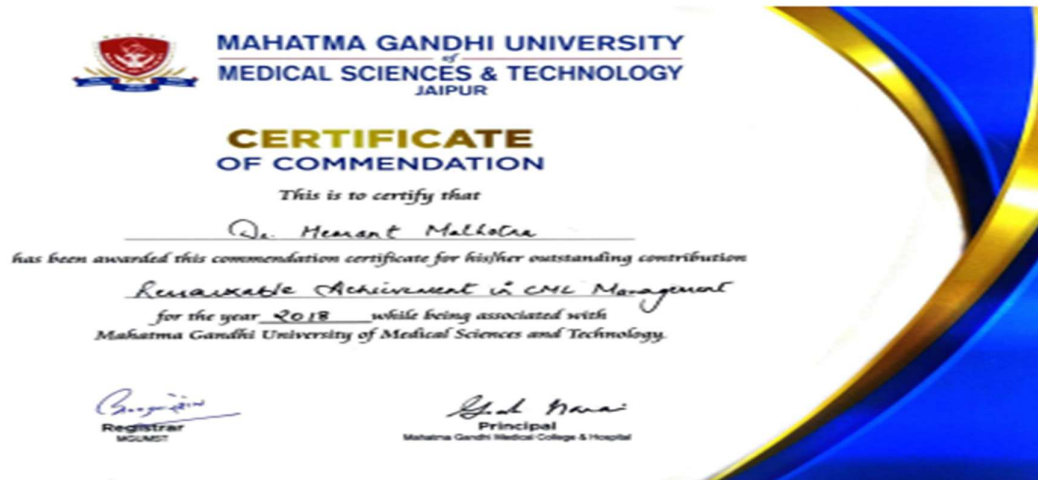 MAHATMA GANDHI UNIVERSITY
of
MEDICAL SCIENCES & TECHNOLOGY
JAIPUR
CERTIFICATE
OF COMMENDATION
This is to certify that
Dr. Hemant Malhotra
has been awarded this commendation certificate for his/her outstanding contribution
Remarkable Achievement in CML Management
for the year 2018 while being associated with
Mahatma Gandhi University of Medical Sciences and Technology.
Registrar
MGUMST
Principal
Mahatma Gandhi Medical College & Hospital